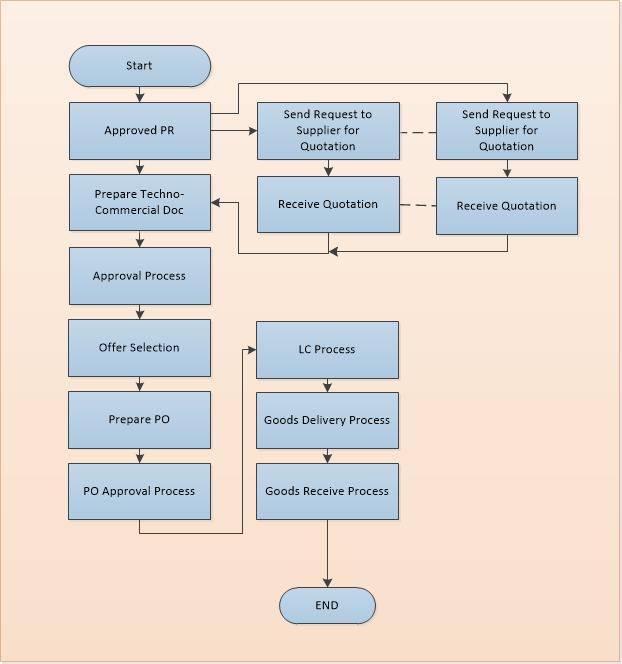 Start
Approved PR
Send Request to
Supplier for
Quotation
Send Request to
Supplier for
Quotation
Prepare Techno-
Commercial Doc
Receive Quotation
Receive Quotation
Approval Process
Offer Selection
LC Process
Prepare PO
Goods Delivery Process
PO Approval Process
Goods Receive Process
END